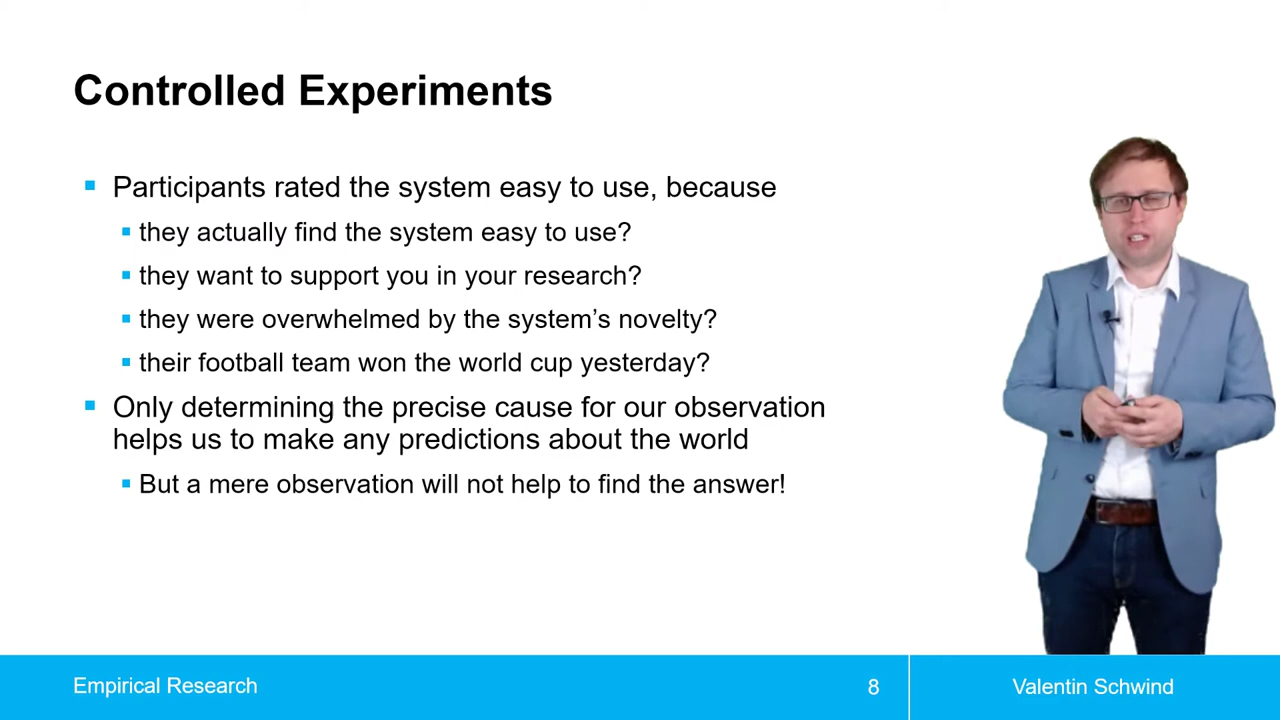 Controlled Experiments
Participants rated the system easy to use, because
they actually find the system easy to use?
they want to support you in your research?
they were overwhelmed by the system’s novelty?
their football team won the world cup yesterday?
Only determining the precise cause for our observation
helps us to make any predictions about the world
But a mere observation will not help to find the answer!
Empirical Research
8
Valentin Schwind